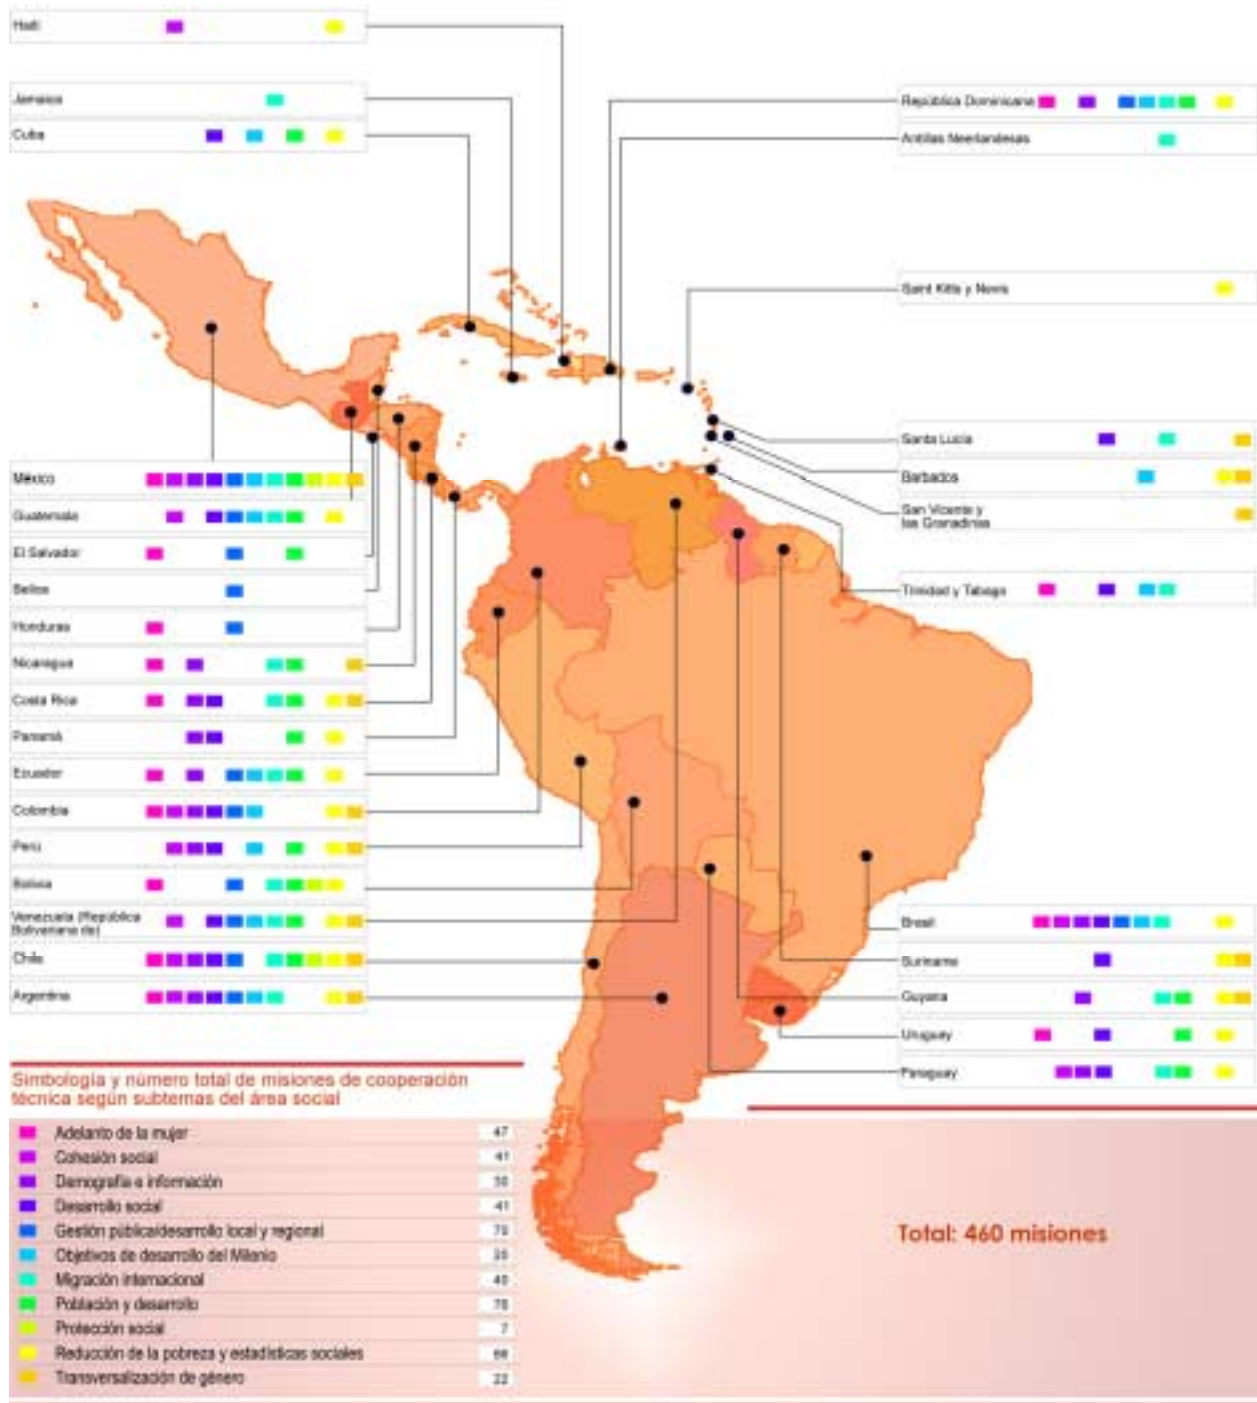 Haití
Jamaica
Cuba
República Dominicana
Antillas Neerlandesas
Saint Kitts y Nevis
Santa Lucía
Barbados
San Vicente y
las Granadinas
Trinidad y Tabago
México
Guatemala
El Salvador
Belice
Honduras
Nicaragua
Costa Rica
Panamá
Ecuador
Colombia
Perú
Bolivia
Venezuela (República
Bolivariana de)
Chile
Argentina
Brasil
Suriname
Guyana
Uruguay
Paraguay
Simbología y número total de misiones de cooperación
técnica según subtemas del área social
Adelanto de la mujer 47
Cohesión social 41
Demografía e información
Desarrollo social 41
Gestión pública/desarrollo local y regional
Objetivos de desarrollo del Milenio
Migración internacional 40
Población y desarrollo
Protección social 7
Reducción de la pobreza y estadísticas sociales
Transversalización de género 22
Total: 460 misiones